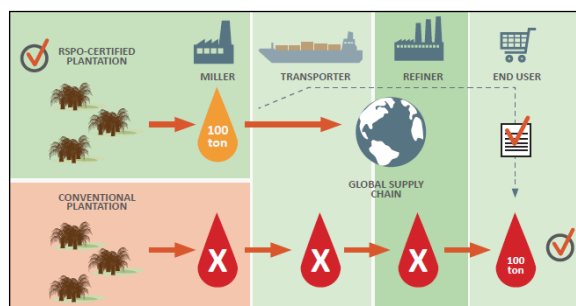 RSPO-CERTIFIED
PLANTATION
MILLER
TRANSPORTER
REFINER
END USER
100
ton
GLOBAL SUPPLY
CHAIN
CONVENTIONAL
PLANTATION
X
X
X
100
ton